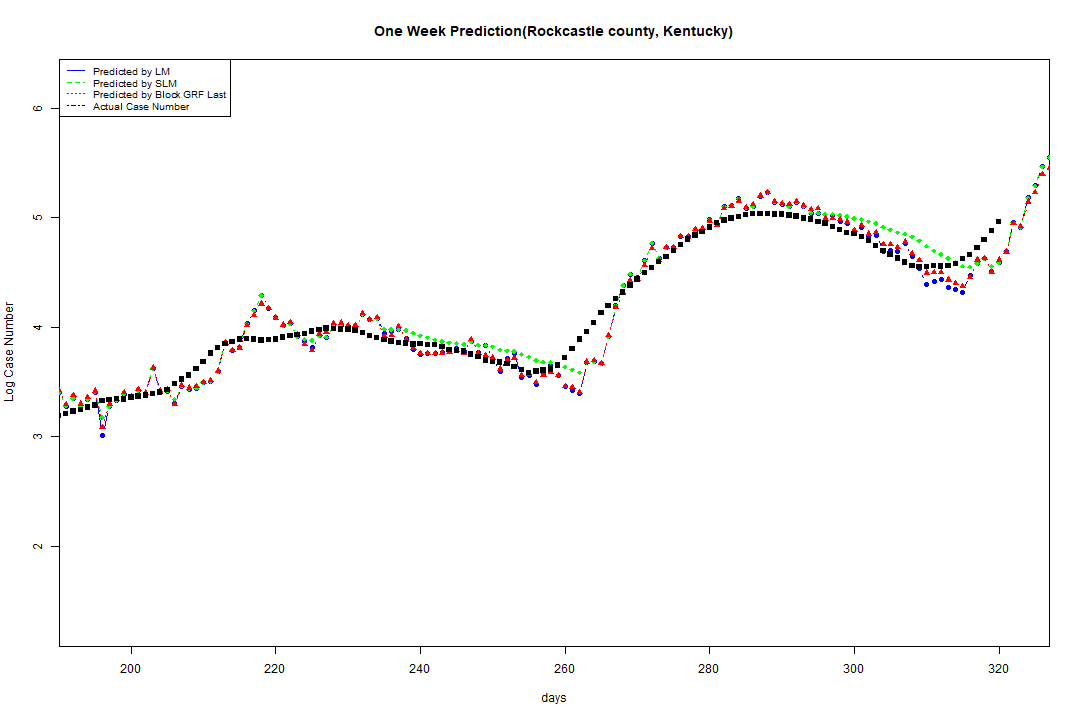 One Week Prediction(Rockcastle county, Kentucky)
Predicted by LM
Predicted by SLM
Predicted by Block GRF Last
Actual Case Number
Log Case Number
6
5
4
3
2
200 220 240 260 280 300 320
days